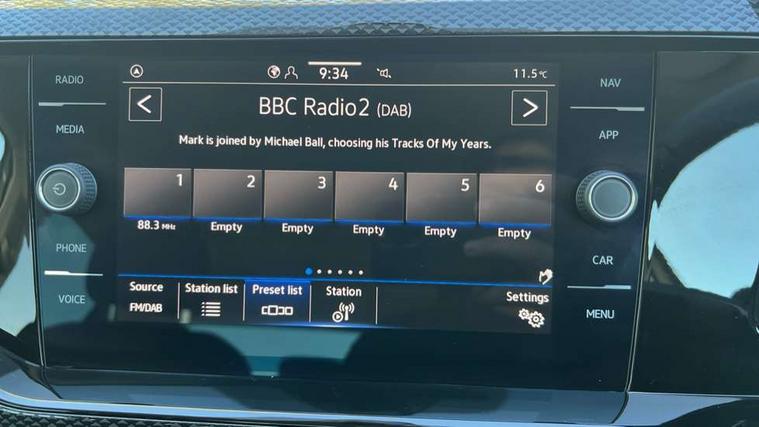 RADIO
MEDIA
PHONE
VOICE
9:34
11.5°C
BBC Radio2 (DAB)
Mark is joined by Michael Ball, choosing his Tracks Of My Years.
1 2 3 4 5 6
88.3 MHz Empty Empty Empty Empty Empty
Source Station list Preset list Station Settings
FM/DAB
NAV
APP
CAR
MENU